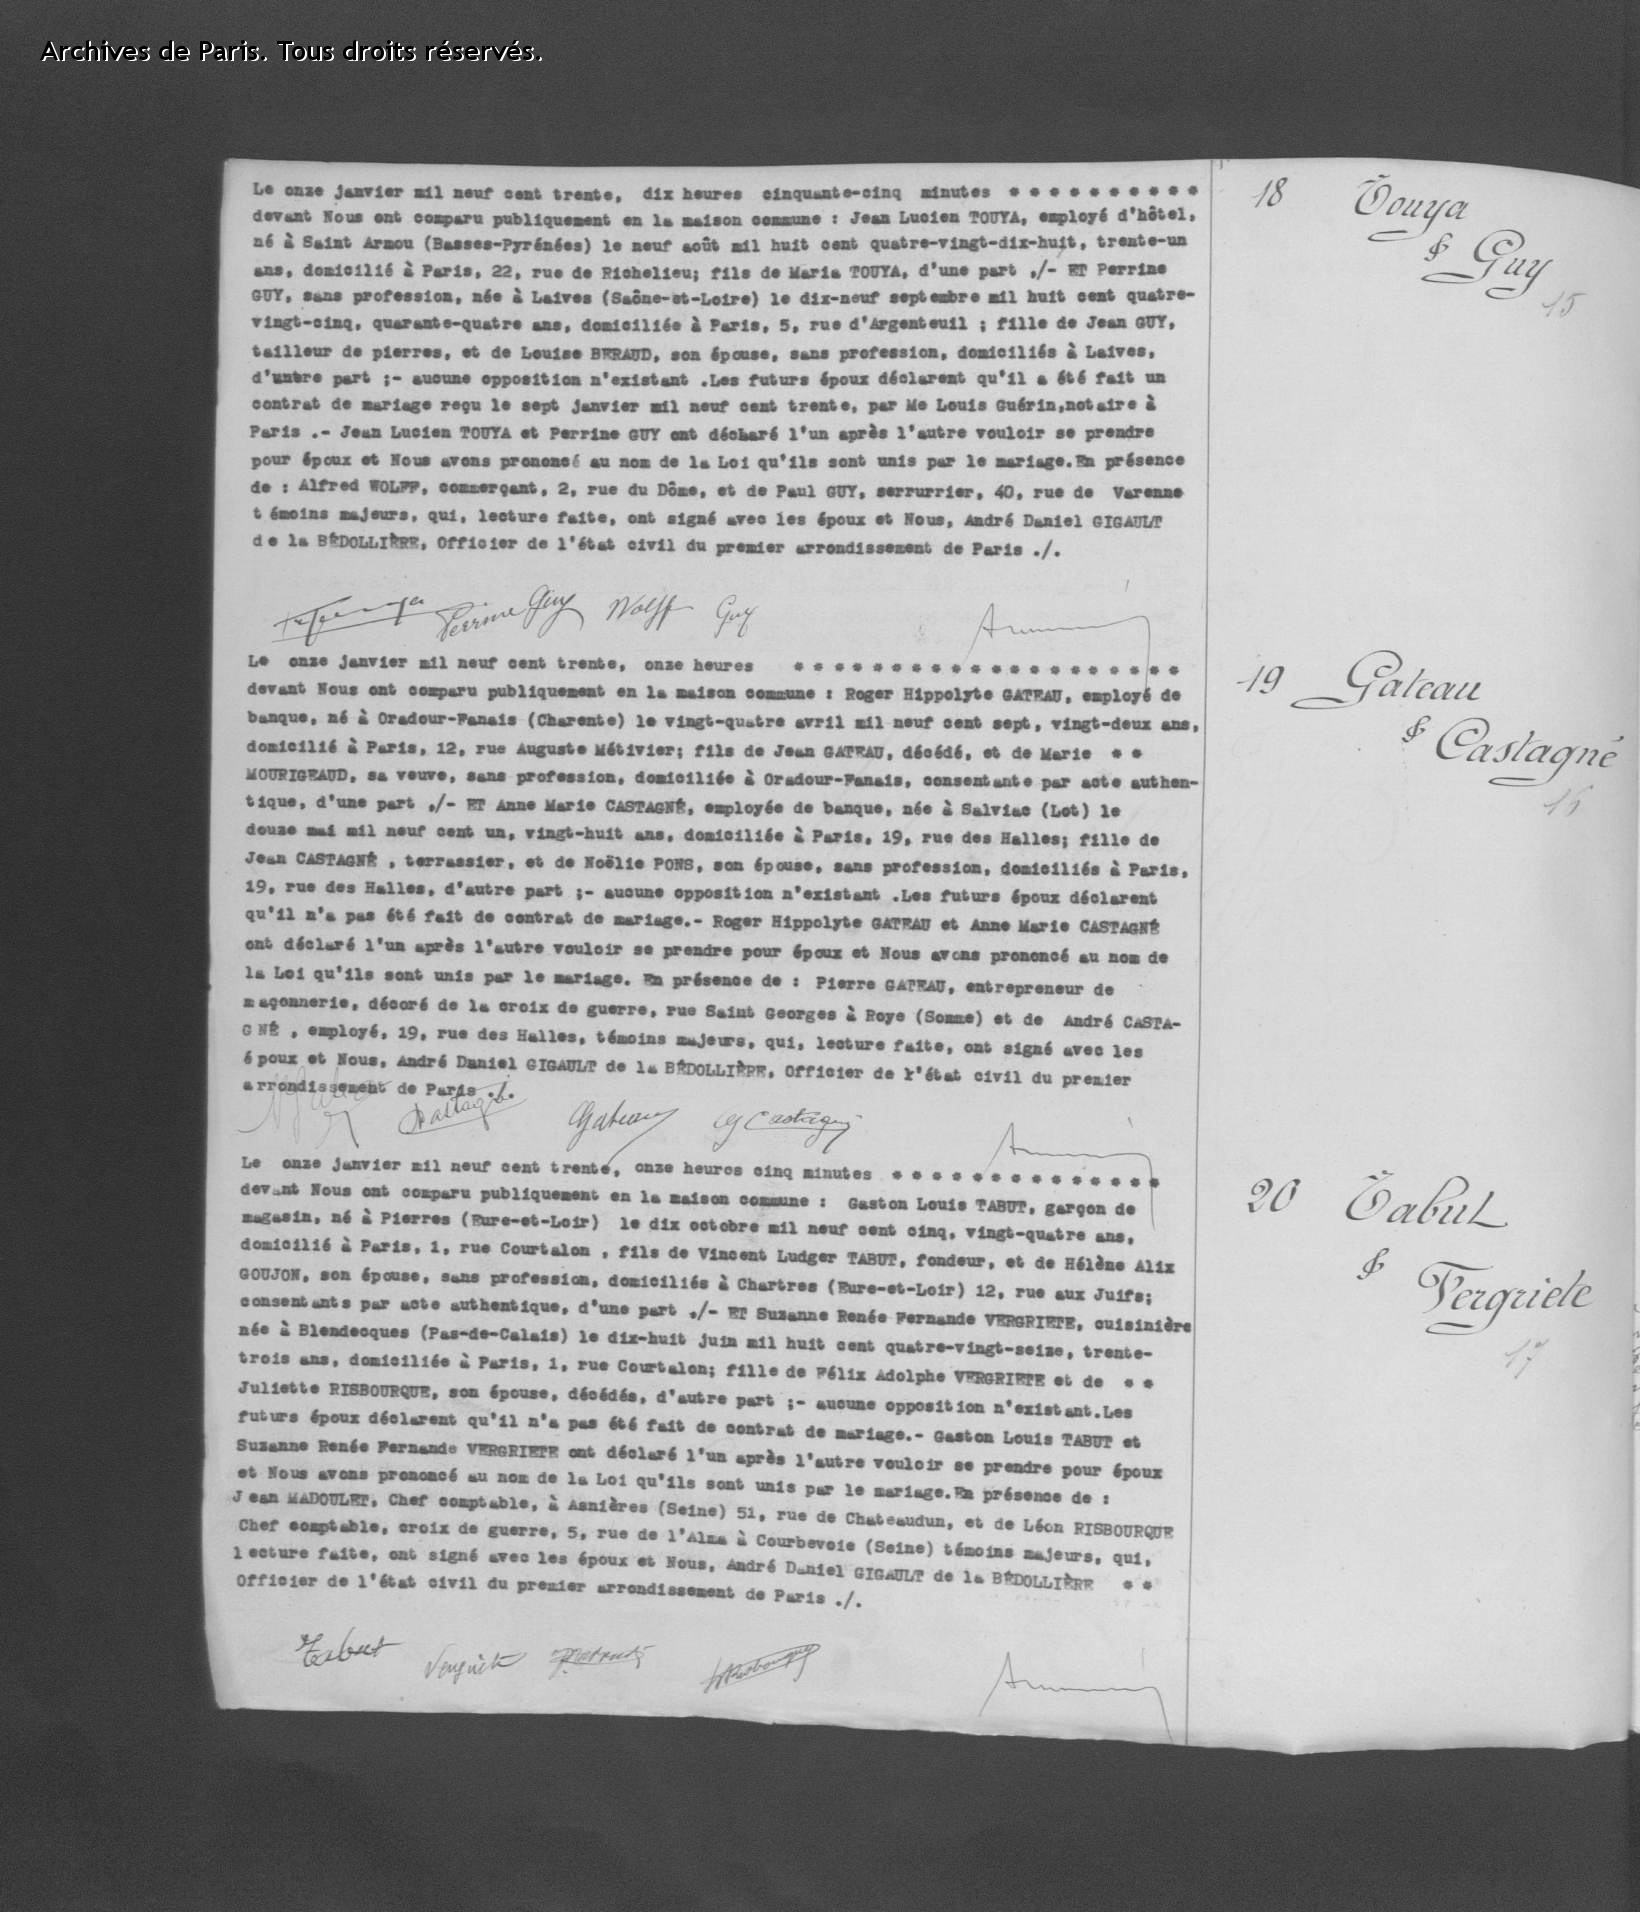 Archives de Paris. Tous droits réservés.
Le onze janvier mil neuf cent trente, dix heures cinquante-cinq minutes * * * * * * * * * *
devant Nous ont comparu publiquement en la maison commune : Jean Lucien TOUYA, employé d'hôtel,
né à Saint Armou (Basses-Pyrénées) le neuf août mil huit cent quatre-vingt-dix-huit, trente-un
ans, domicilié à Paris, 22, rue de Richelieu; fils de Maria TOUYA, d'une part ,/- ET Perrine
GUY, sans profession, née à Laives (Saône-et-Loire) le dix-neuf septembre mil huit cent quatre-
vingt-cinq, quarante-quatre ans, domiciliée à Paris, 5, rue d'Argenteuil ; fille de Jean GUY,
tailleur de pierres, et de Louise BERAUD, son épouse, sans profession, domiciliés à Laives,
d'autre part ;- aucune opposition n'existant .Les futurs époux déclarent qu'il a été fait un
contrat de mariage reçu le sept janvier mil neuf cent trente, par Me Louis Guérin,notaire à
Paris .- Jean Lucien TOUYA et Perrine GUY ont déclaré l'un après l'autre vouloir se prendre
pour époux et Nous avons prononcé au nom de la Loi qu'ils sont unis par le mariage.En présence
de : Alfred WOLFF, commerçant, 2, rue du Dôme, et de Paul GUY, serrurrier, 40, rue de Varenne
t émoins majeurs, qui, lecture faite, ont signé avec les époux et Nous, André Daniel GIGAULT
de la BÉDOLLIÈRE, Officier de l'état civil du premier arrondissement de Paris ./.
Perrine Guy Wolff Guy
18 Touya
& Guy
15
Le onze janvier mil neuf cent trente, onze heures * * * * * * * * * * * * * * * * * * * *
devant Nous ont comparu publiquement en la maison commune : Roger Hippolyte GATEAU, employé de
banque, né à Oradour-Fanais (Charente) le vingt-quatre avril mil neuf cent sept, vingt-deux ans,
domicilié à Paris, 12, rue Auguste Métivier; fils de Jean GATEAU, décédé, et de Marie * *
MOURIGEAUD, sa veuve, sans profession, domiciliée à Oradour-Fanais, consentante par acte authen-
tique, d'une part ,/- ET Anne Marie CASTAGNÉ, employée de banque, née à Salviac (Lot) le
douze mai mil neuf cent un, vingt-huit ans, domiciliée à Paris, 19, rue des Halles; fille de
Jean CASTAGNÉ , terrassier, et de Noëlie PONS, son épouse, sans profession, domiciliés à Paris,
19, rue des Halles, d'autre part ;- aucune opposition n'existant .Les futurs époux déclarent
qu'il n'a pas été fait de contrat de mariage.- Roger Hippolyte GATEAU et Anne Marie CASTAGNÉ
ont déclaré l'un après l'autre vouloir se prendre pour époux et Nous avons prononcé au nom de
la Loi qu'ils sont unis par le mariage. En présence de : Pierre GATEAU, entrepreneur de
maçonnerie, décoré de la croix de guerre, rue Saint Georges à Roye (Somme) et de André CASTA-
G NÉ , employé, 19, rue des Halles, témoins majeurs, qui, lecture faite, ont signé avec les
époux et Nous, André Daniel GIGAULT de la BÉDOLLIÈRE, Officier de l'état civil du premier
arrondissement de Paris ./.
Castagné Gateau Castagné
19 Gateau
& Castagné
16
Le onze janvier mil neuf cent trente, onze heures cinq minutes * * * * * * * * * * * * * *
devant Nous ont comparu publiquement en la maison commune : Gaston Louis TABUT, garçon de
magasin, né à Pierres (Eure-et-Loir) le dix octobre mil neuf cent cinq, vingt-quatre ans,
domicilié à Paris, 1, rue Courtalon , fils de Vincent Ludger TABUT, fondeur, et de Hélène Alix
GOUJON, son épouse, sans profession, domiciliés à Chartres (Eure-et-Loir) 12, rue aux Juifs;
consentants par acte authentique, d'une part ,/- ET Suzanne Renée Fernande VERGRIETE, cuisinière
née à Blendecques (Pas-de-Calais) le dix-huit juin mil huit cent quatre-vingt-seize, trente-
trois ans, domiciliée à Paris, 1, rue Courtalon; fille de Félix Adolphe VERGRIETE et de * *
Juliette RISBOURQUE, son épouse, décédés, d'autre part ;- aucune opposition n'existant.Les
futurs époux déclarent qu'il n'a pas été fait de contrat de mariage.- Gaston Louis TABUT et
Suzanne Renée Fernande VERGRIETE ont déclaré l'un après l'autre vouloir se prendre pour époux
et Nous avons prononcé au nom de la Loi qu'ils sont unis par le mariage.En présence de :
Jean MADOULET, Chef comptable, à Asnières (Seine) 51, rue de Chateaudun, et de Léon RISBOURQUE
Chef comptable, croix de guerre, 5, rue de l'Alma à Courbevoie (Seine) témoins majeurs, qui,
lecture faite, ont signé avec les époux et Nous, André Daniel GIGAULT de la BÉDOLLIÈRE * *
Officier de l'état civil du premier arrondissement de Paris ./.
Tabut Vergriete
20 Tabut
& Vergriete
17